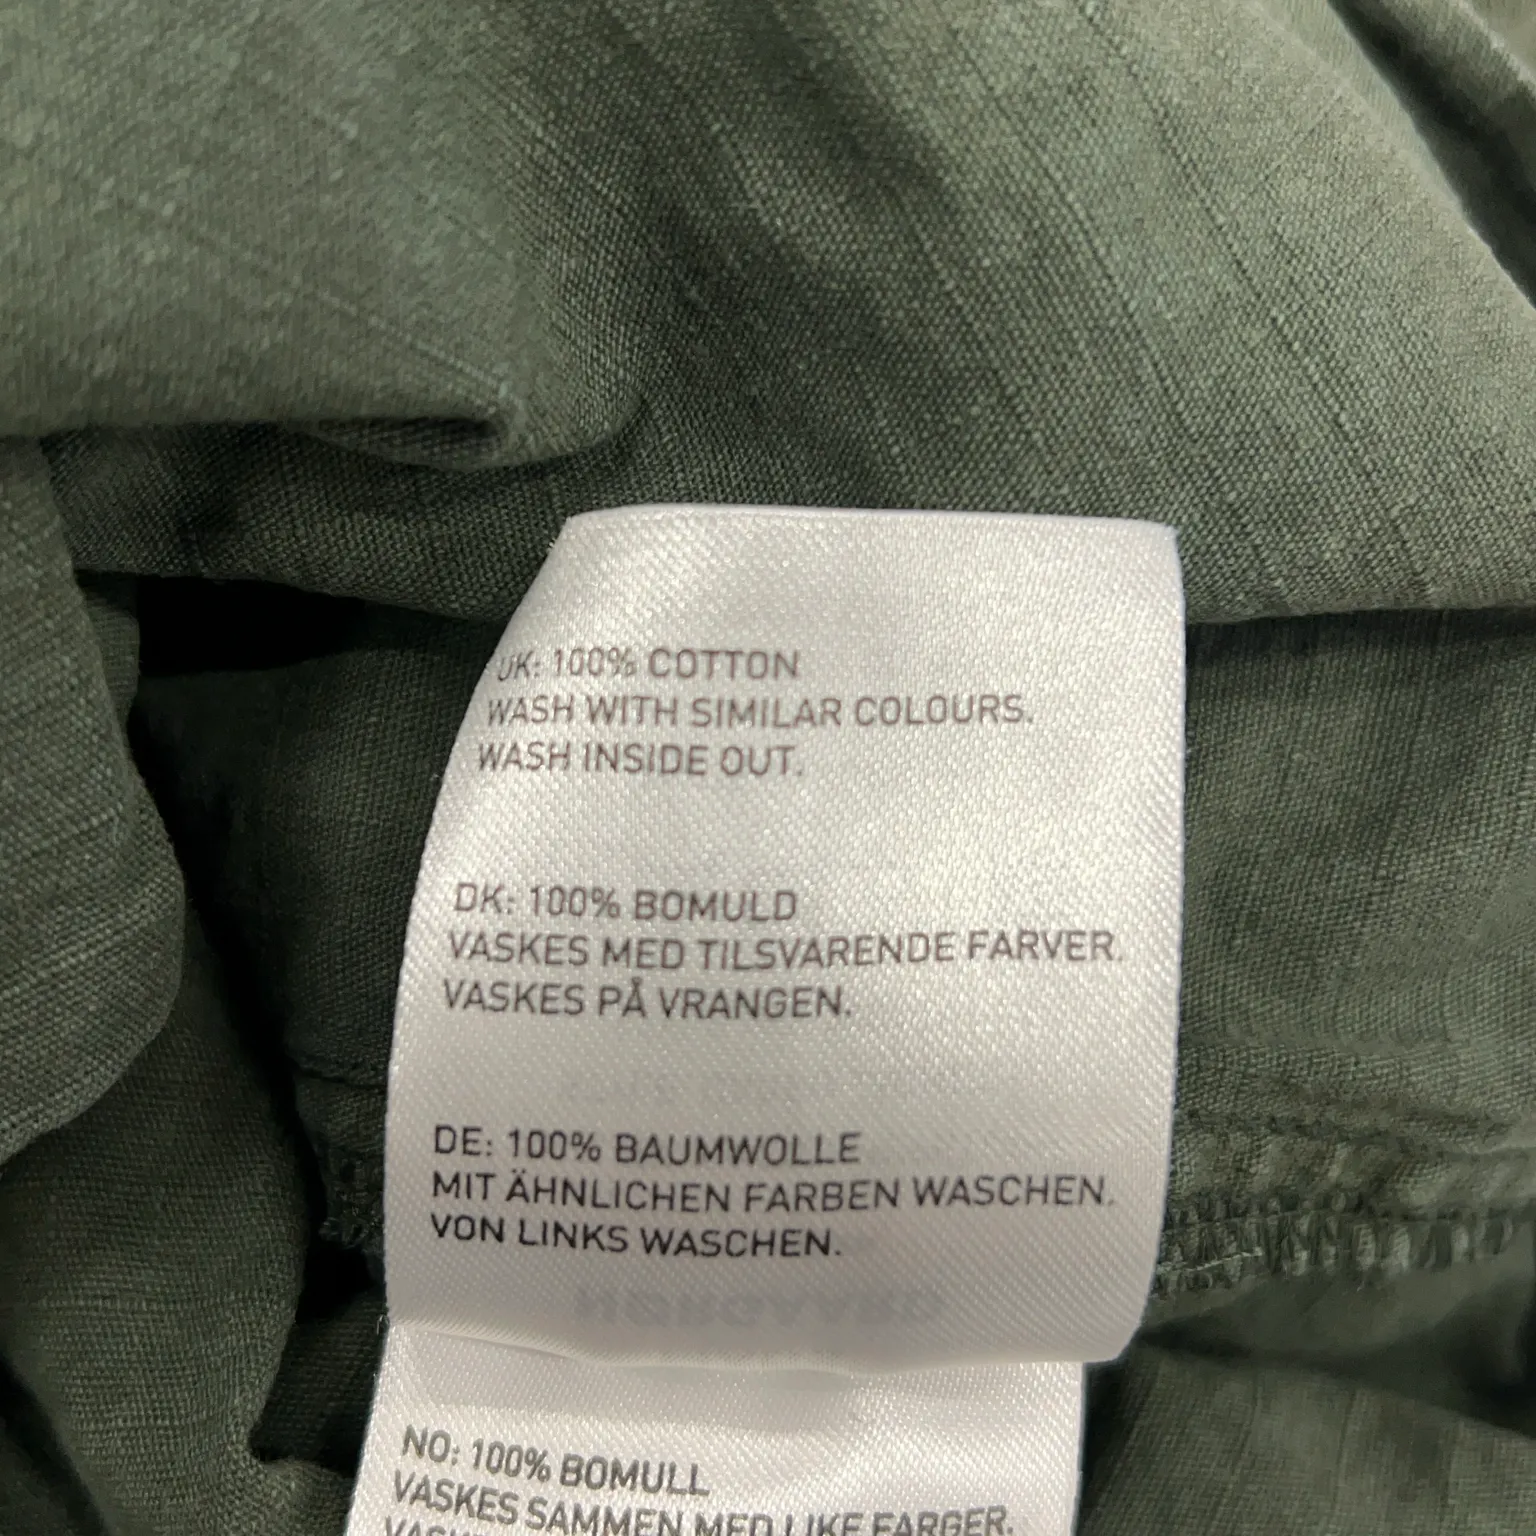 UK: 100% COTTON
WASH WITH SIMILAR COLOURS.
WASH INSIDE OUT.
DK: 100% BOMULD
VASKES MED TILSVARENDE FARVER.
VASKES PÅ VRANGEN.
DE: 100% BAUMWOLLE
MIT ÄHNLICHEN FARBEN WASCHEN.
VON LINKS WASCHEN.
NO: 100% BOMULL
VASKES SAMMEN MED LIKE FARGER.